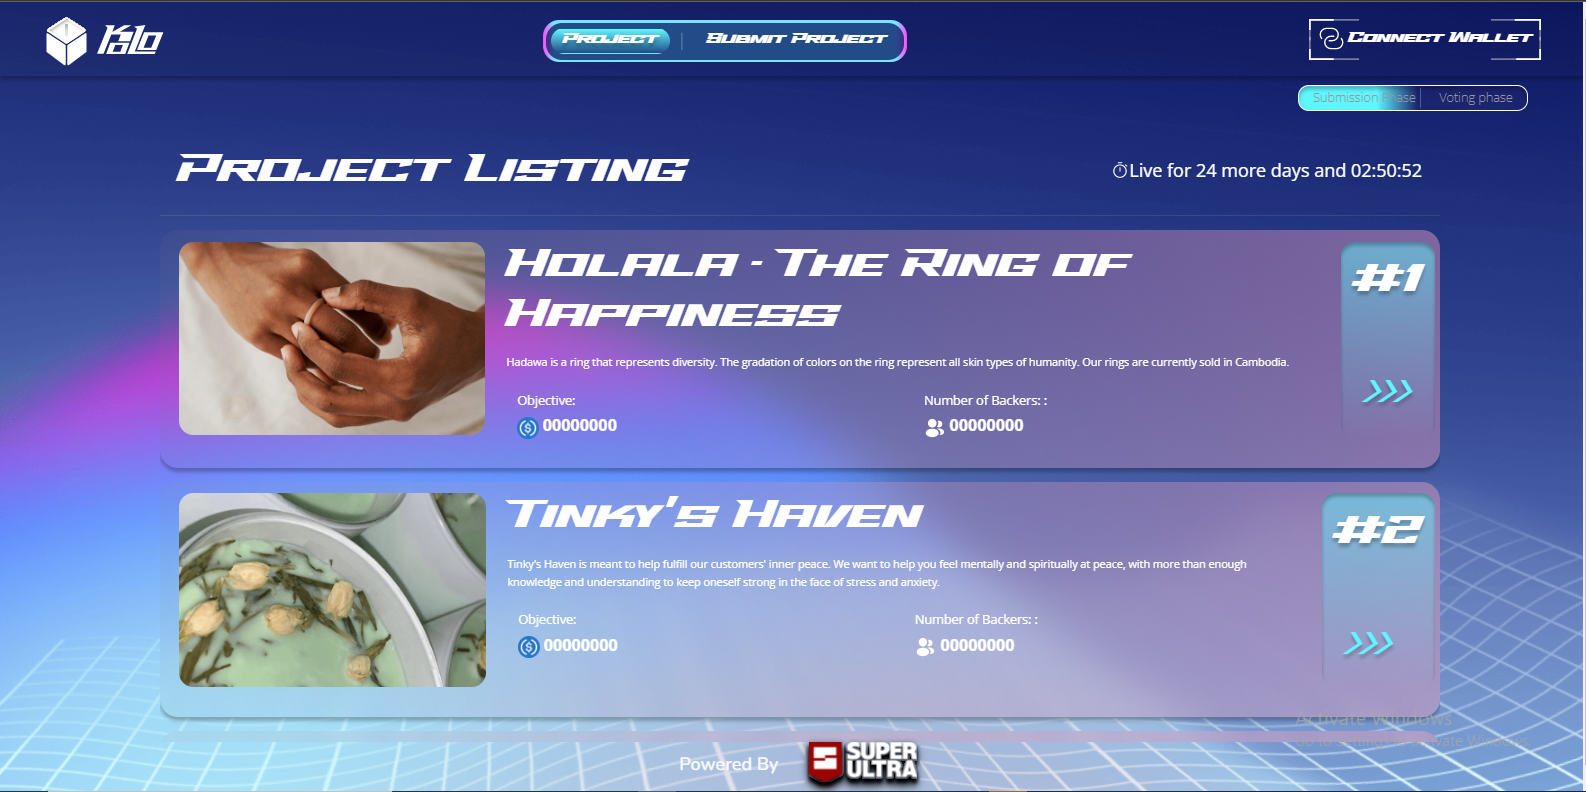 Kolo
Project
Submit Project
Connect Wallet
Submission Phase
Voting phase
Project Listing
Live for 24 more days and 02:50:52
Holala - The Ring of
Happiness
#1
Hadawa is a ring that represents diversity. The gradation of colors on the ring represent all skin types of humanity. Our rings are currently sold in Cambodia.
Objective:
Number of Backers: :
00000000
00000000
Tinky's Haven
#2
Tinky's Haven is meant to help fulfill our customers' inner peace. We want to help you feel mentally and spiritually at peace, with more than enough
knowledge and understanding to keep oneself strong in the face of stress and anxiety.
Objective:
Number of Backers: :
00000000
00000000
Activate Windows
Go to Settings to activate Windows.
Powered By
SUPER
ULTRA